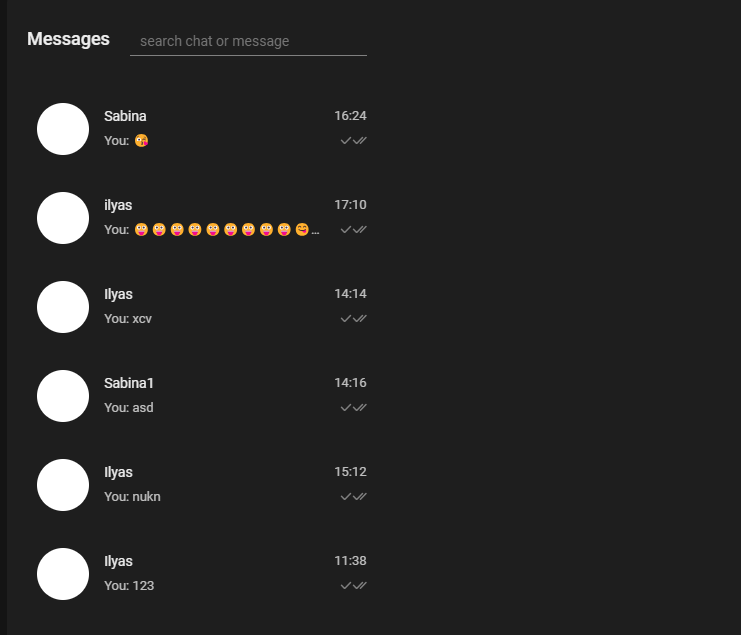 Messages
search chat or message
Sabina 16:24
You: 😘
ilyas 17:10
You: 😛😛😛😛😛😛😛😛😛🥰...
Ilyas 14:14
You: xcv
Sabina1 14:16
You: asd
Ilyas 15:12
You: nukn
Ilyas 11:38
You: 123